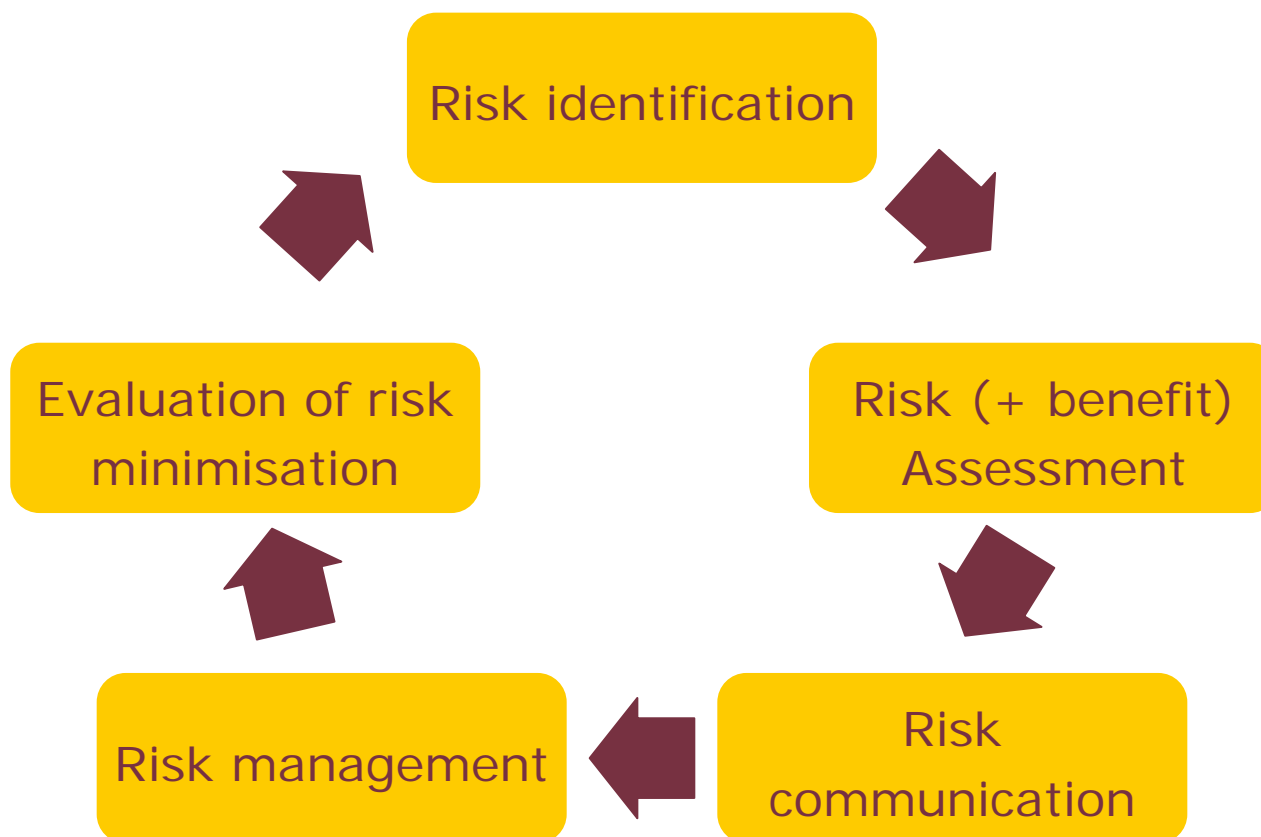 Risk identification
Risk (+ benefit)
Assessment
Risk
communication
Risk management
Evaluation of risk
minimisation